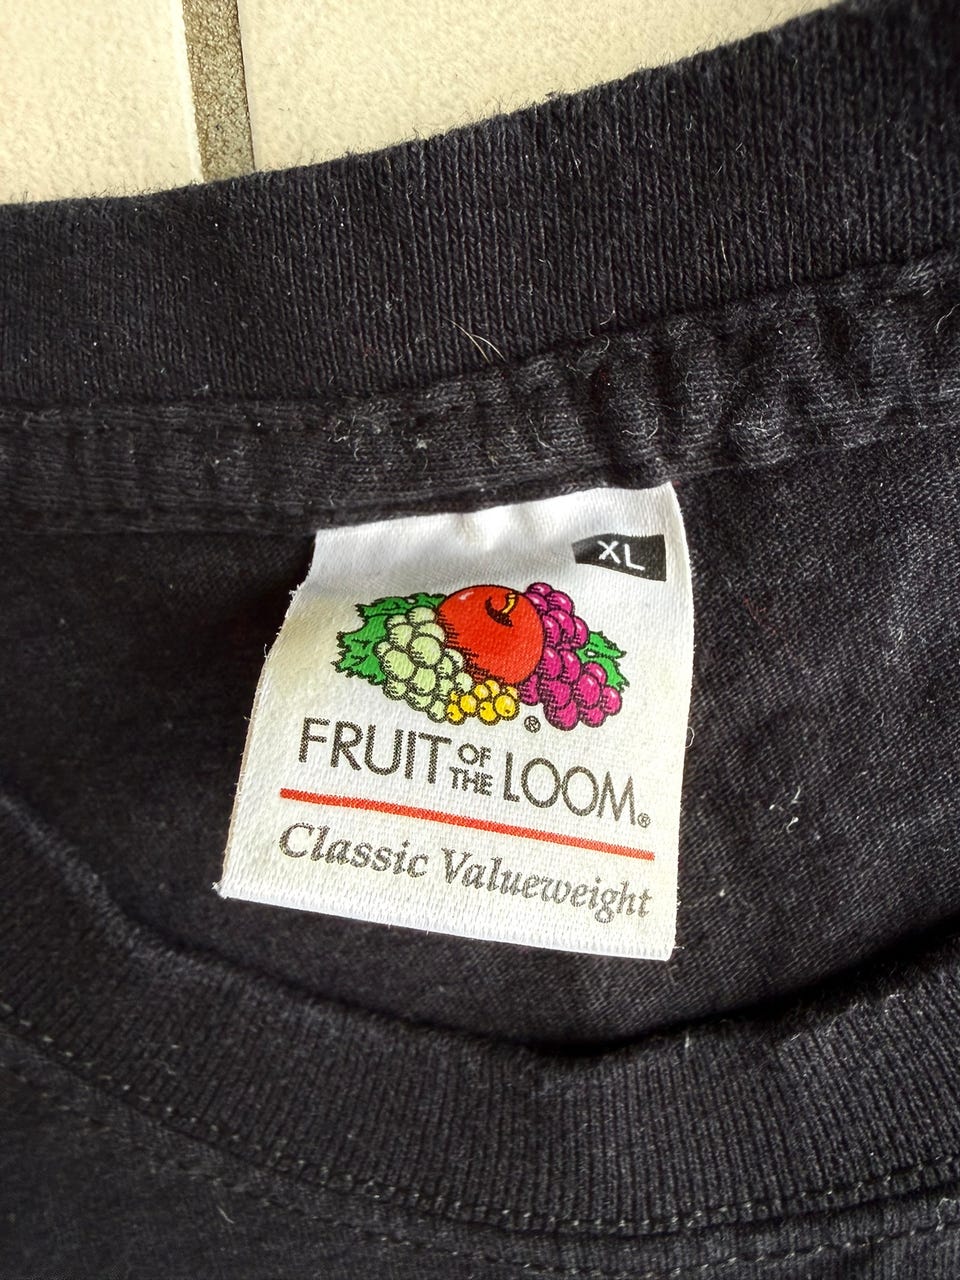 XL
®
FRUIT OF THE LOOM®
Classic Valueweight